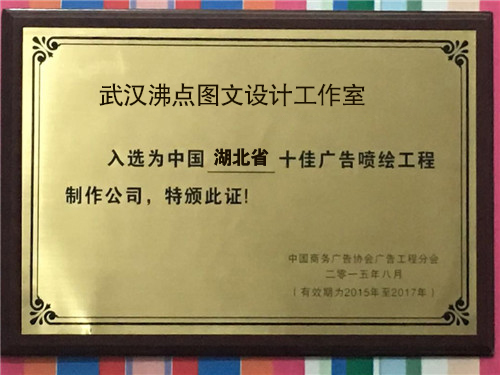 武汉沸点图文设计工作室
入选为中国 湖北省 十佳广告喷绘工程
制作公司，特颁此证!
中国商务广告协会广告工程分会
二零一五年八月
（有效期为2015年至2017年）